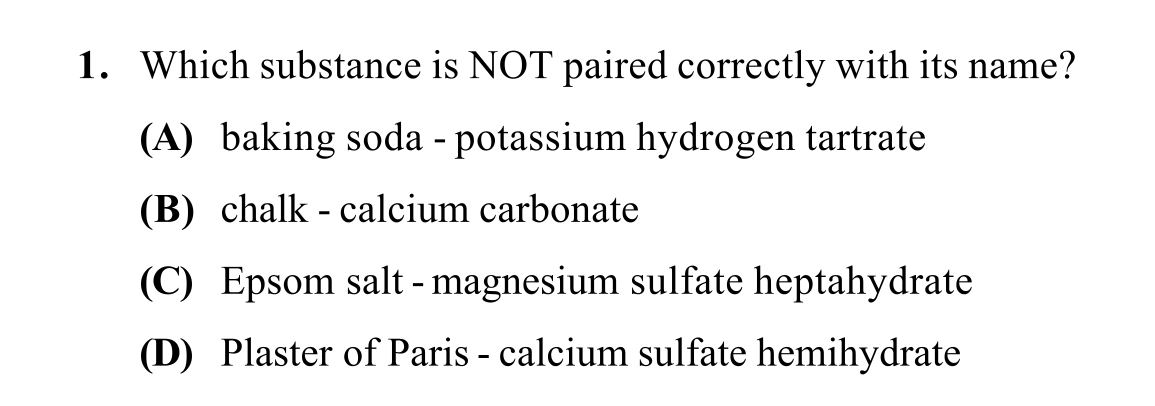 1. Which substance is NOT paired correctly with its name?
(A) baking soda - potassium hydrogen tartrate
(B) chalk - calcium carbonate
(C) Epsom salt - magnesium sulfate heptahydrate
(D) Plaster of Paris - calcium sulfate hemihydrate